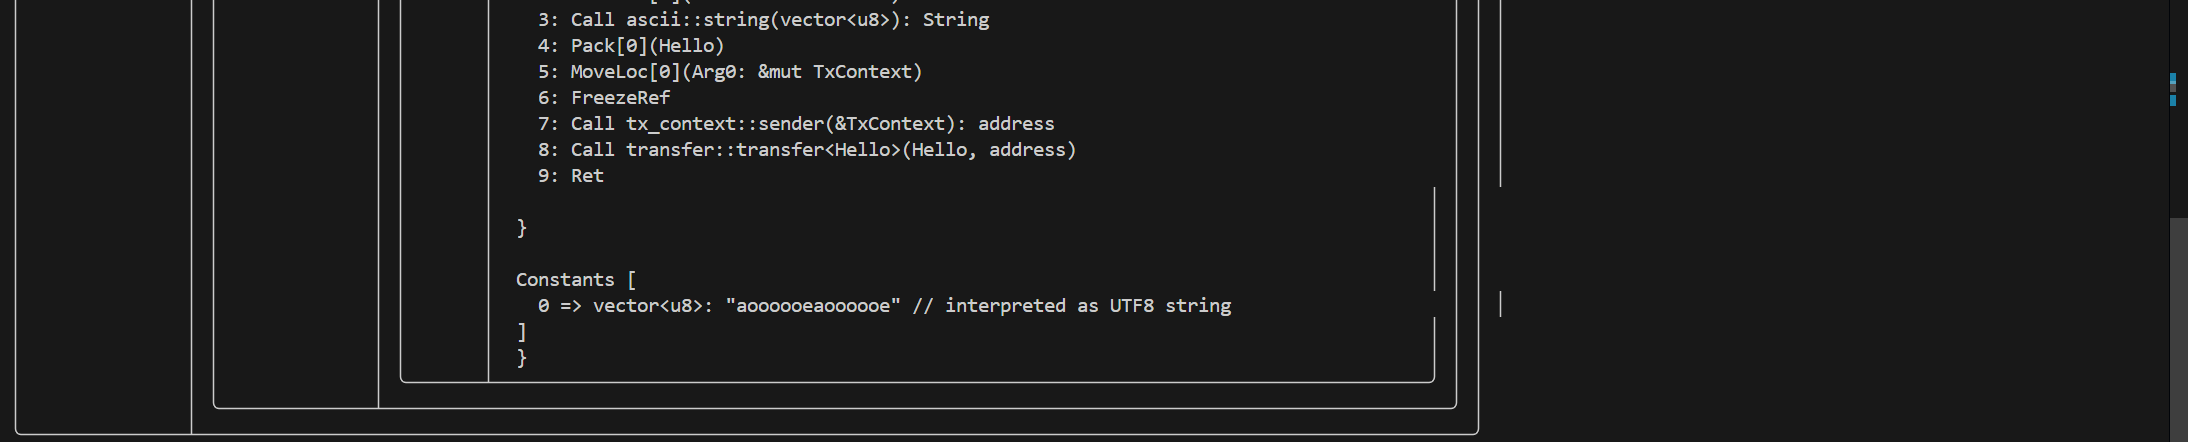 3: Call ascii::string(vector<u8>): String
4: Pack[0](Hello)
5: MoveLoc[0](Arg0: &mut TxContext)
6: FreezeRef
7: Call tx_context::sender(&TxContext): address
8: Call transfer::transfer<Hello>(Hello, address)
9: Ret
}
Constants [
0 => vector<u8>: "aoooooeaoooooe" // interpreted as UTF8 string
]
}